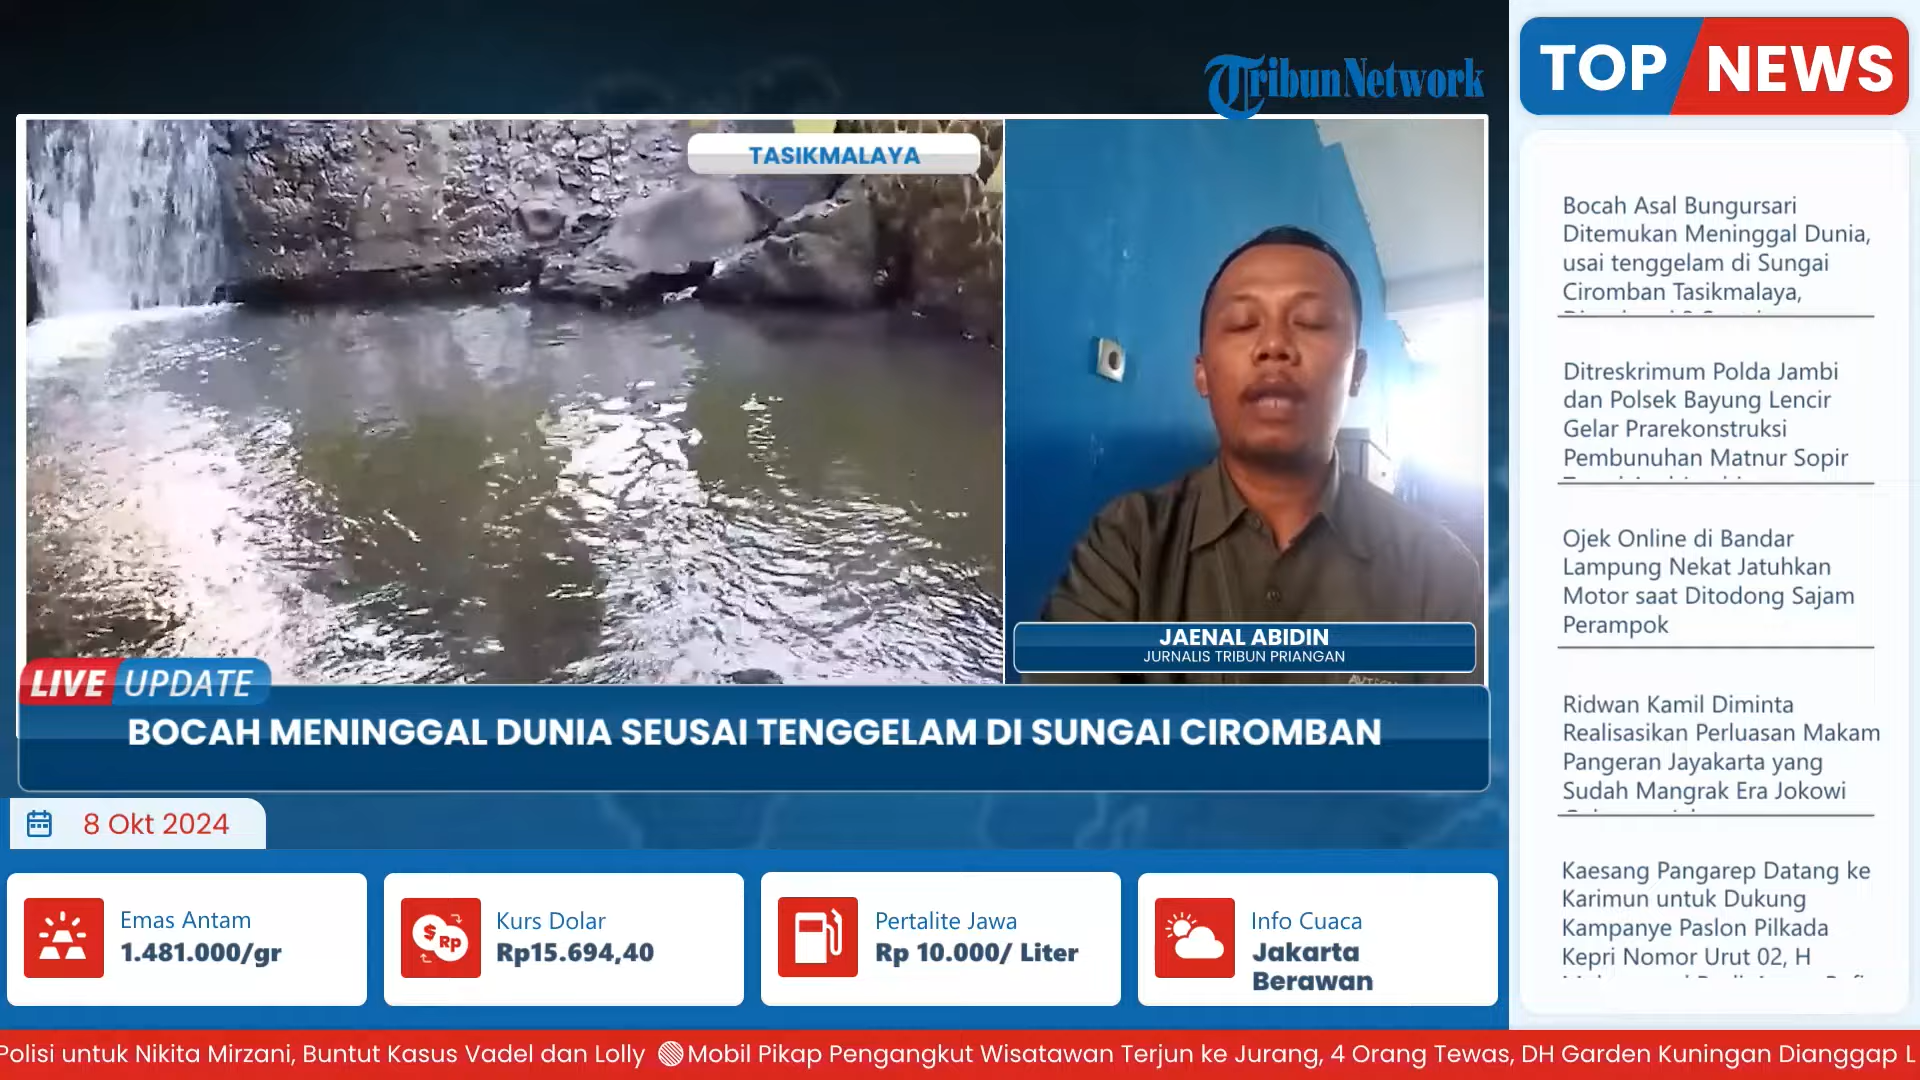 TribunNetwork
TOP NEWS
TASIKMALAYA
JAENAL ABIDIN
JURNALIS TRIBUN PRIANGAN
LIVE UPDATE
BOCAH MENINGGAL DUNIA SEUSAI TENGGELAM DI SUNGAI CIROMBAN
8 Okt 2024
Emas Antam
1.481.000/gr
Kurs Dolar
Rp15.694,40
Pertalite Jawa
Rp 10.000/ Liter
Info Cuaca
Jakarta
Berawan
Bocah Asal Bungursari
Ditemukan Meninggal Dunia,
usai tenggelam di Sungai
Ciromban Tasikmalaya,
Ditreskrimum Polda Jambi
dan Polsek Bayung Lencir
Gelar Prarekonstruksi
Pembunuhan Matnur Sopir
Ojek Online di Bandar
Lampung Nekat Jatuhkan
Motor saat Ditodong Sajam
Perampok
Ridwan Kamil Diminta
Realisasikan Perluasan Makam
Pangeran Jayakarta yang
Sudah Mangrak Era Jokowi
Kaesang Pangarep Datang ke
Karimun untuk Dukung
Kampanye Paslon Pilkada
Kepri Nomor Urut 02, H
Polisi untuk Nikita Mirzani, Buntut Kasus Vadel dan Lolly Mobil Pikap Pengangkut Wisatawan Terjun ke Jurang, 4 Orang Tewas, DH Garden Kuningan Dianggap L